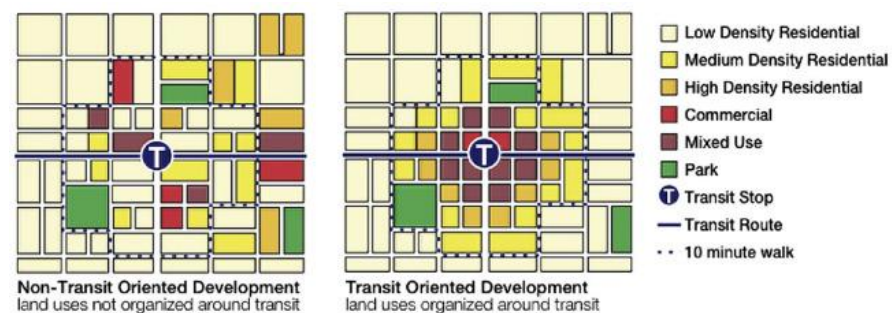 Low Density Residential
Medium Density Residential
High Density Residential
Commercial
Mixed Use
Park
T Transit Stop
Transit Route
10 minute walk
T
T
Non-Transit Oriented Development
land uses not organized around transit
Transit Oriented Development
land uses organized around transit